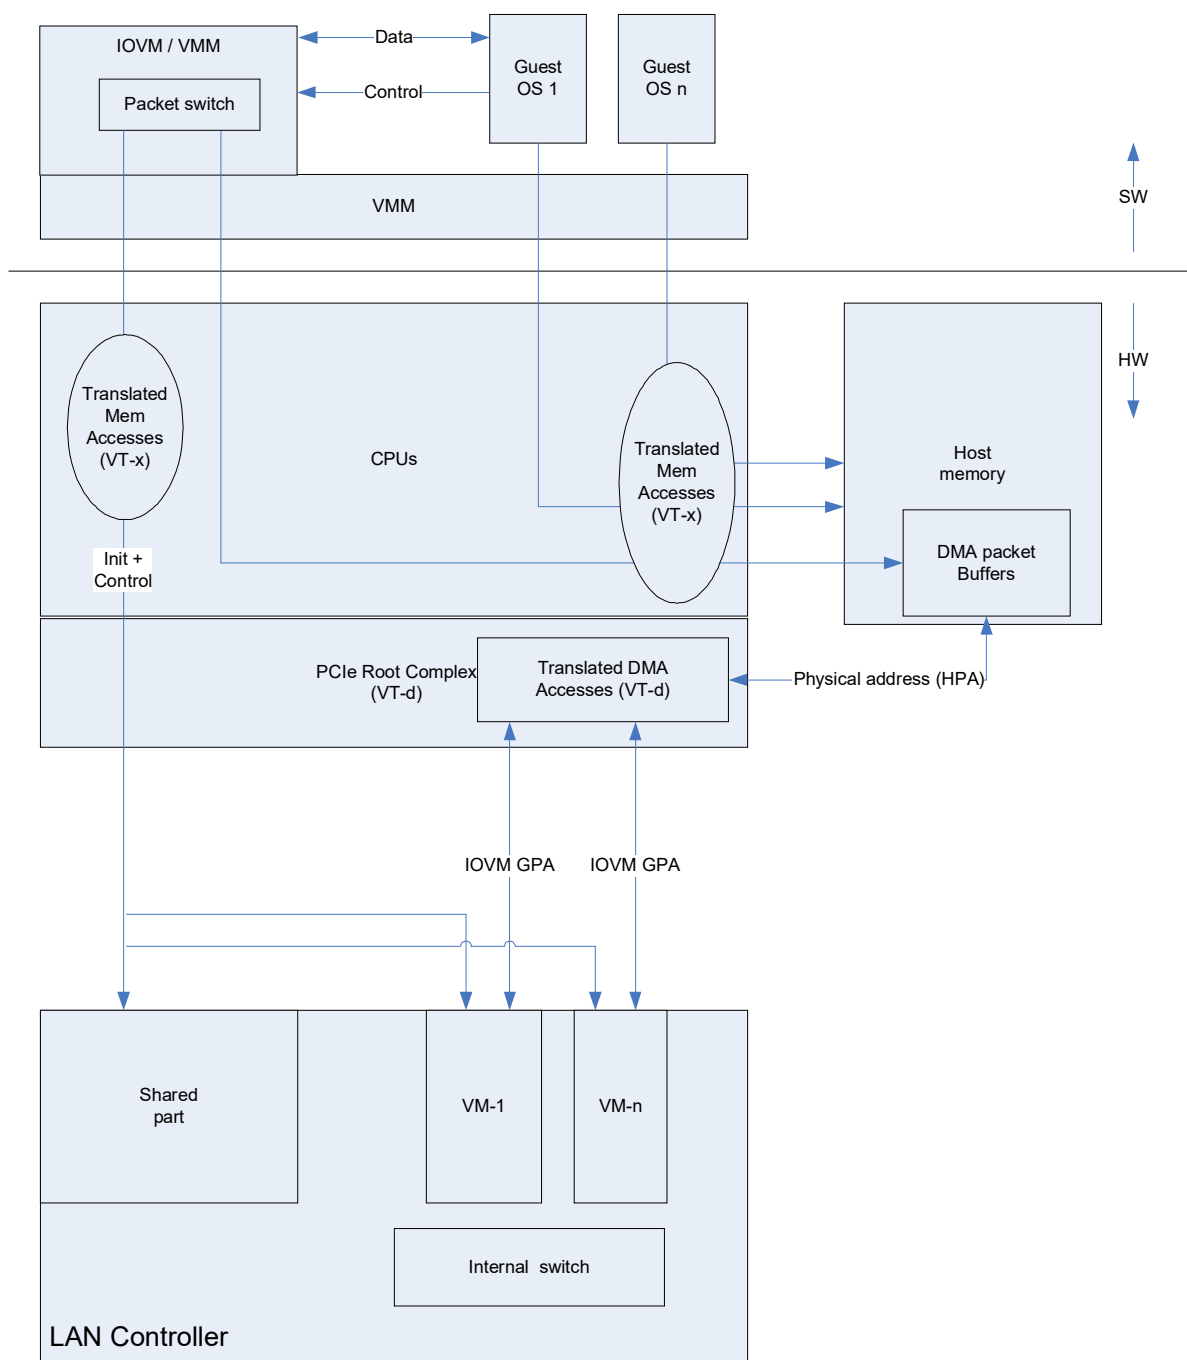 IOVM / VMM
Data
Guest
OS 1
Guest
OS n
Control
Packet switch
VMM
SW
HW
Translated
Mem
Accesses
(VT-x)
CPUs
Translated
Mem
Accesses
(VT-x)
Host
memory
Init +
Control
DMA packet
Buffers
PCIe Root Complex
(VT-d)
Translated DMA
Accesses (VT-d)
Physical address (HPA)
IOVM GPA
IOVM GPA
Shared
part
VM-1
VM-n
Internal switch
LAN Controller